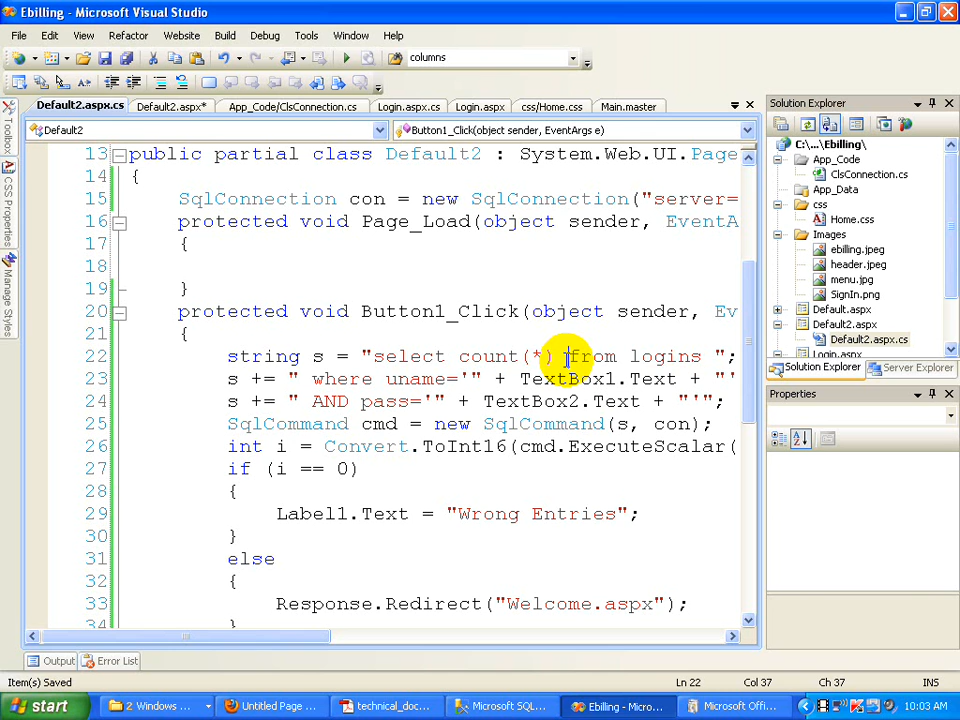 Ebilling - Microsoft Visual Studio
File Edit View Refactor Website Build Debug Tools Window Help
columns
Default2.aspx.cs Default2.aspx* App_Code/ClsConnection.cs Login.aspx.cs Login.aspx css/Home.css Main.master
Default2 Button1_Click(object sender, EventArgs e)
13 public partial class Default2 : System.Web.UI.Page
14 {
15 SqlConnection con = new SqlConnection("server=
16 protected void Page_Load(object sender, EventA
17 {
18
19 }
20 protected void Button1_Click(object sender, Ev
21 {
22 string s = "select count(*) from logins ";
23 s += " where uname='" + TextBox1.Text + "'"
24 s += " AND pass='" + TextBox2.Text + "'";
25 SqlCommand cmd = new SqlCommand(s, con);
26 int i = Convert.ToInt16(cmd.ExecuteScalar(
27 if (i == 0)
28 {
29 Label1.Text = "Wrong Entries";
30 }
31 else
32 {
33 Response.Redirect("Welcome.aspx");
34 }
Toolbox
CSS Properties
Manage Styles
Solution Explorer
C:\...\Ebilling\
App_Code
ClsConnection.cs
App_Data
css
Home.css
Images
ebilling.jpeg
header.jpg
menu.jpg
SignIn.png
Default.aspx
Default2.aspx
Default2.aspx.cs
Login.aspx
Solution Explorer Server Explorer
Properties
Output Error List
Item(s) Saved Ln 22 Col 37 Ch 37 INS
start 2 Windows ... Untitled Page ... technical_doc... Microsoft SQL... Ebilling - Micro... Microsoft Offi... 10:03 AM